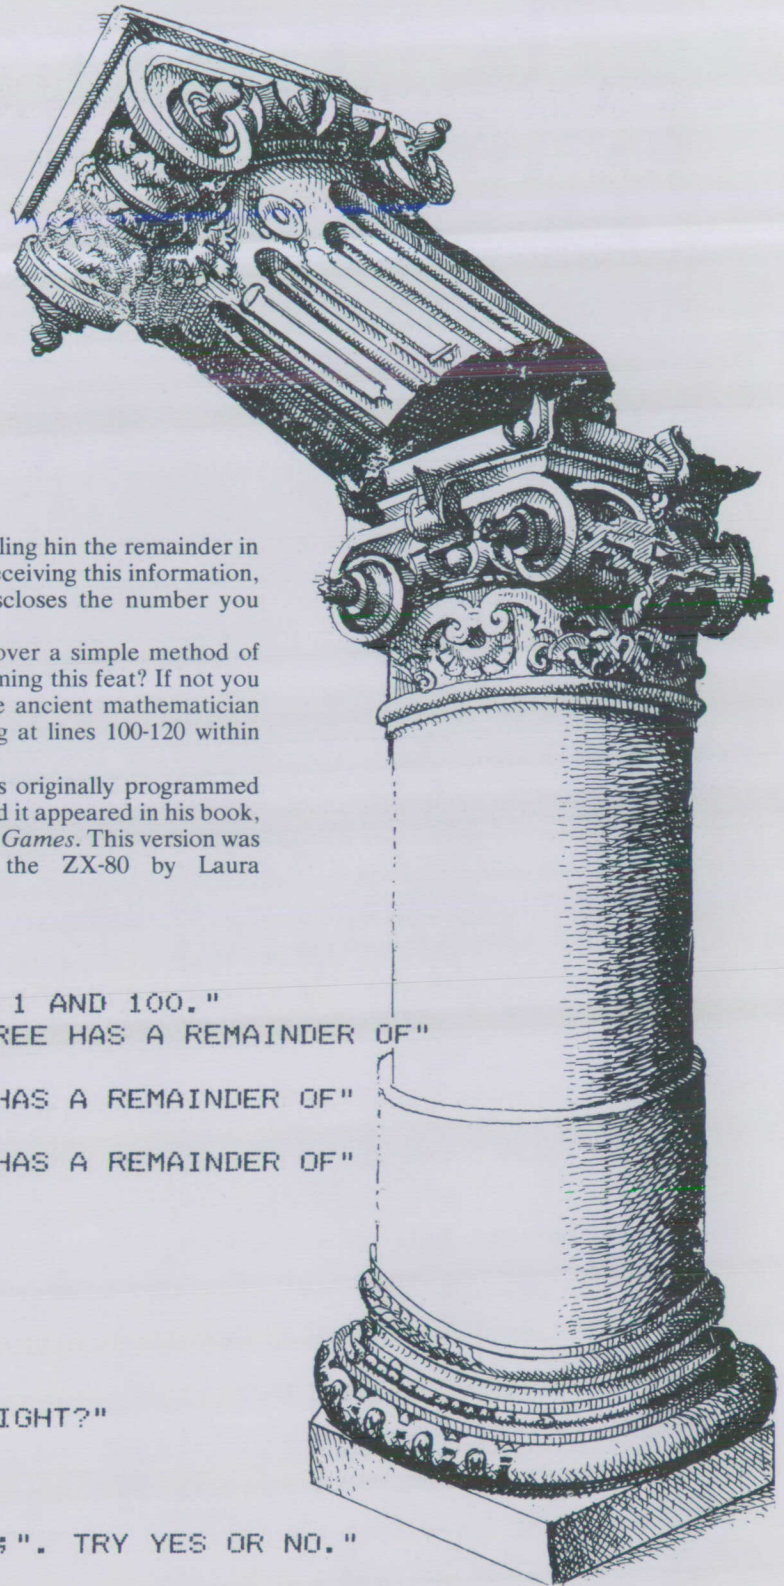 ling hin the remainder in
eceiving this information,
scloses the number you
over a simple method of
ming this feat? If not you
e ancient mathematician
g at lines 100-120 within
s originally programmed
d it appeared in his book,
Games. This version was
the ZX-80 by Laura
1 AND 100."
REE HAS A REMAINDER OF"
HAS A REMAINDER OF"
HAS A REMAINDER OF"
IGHT?"
;". TRY YES OR NO."